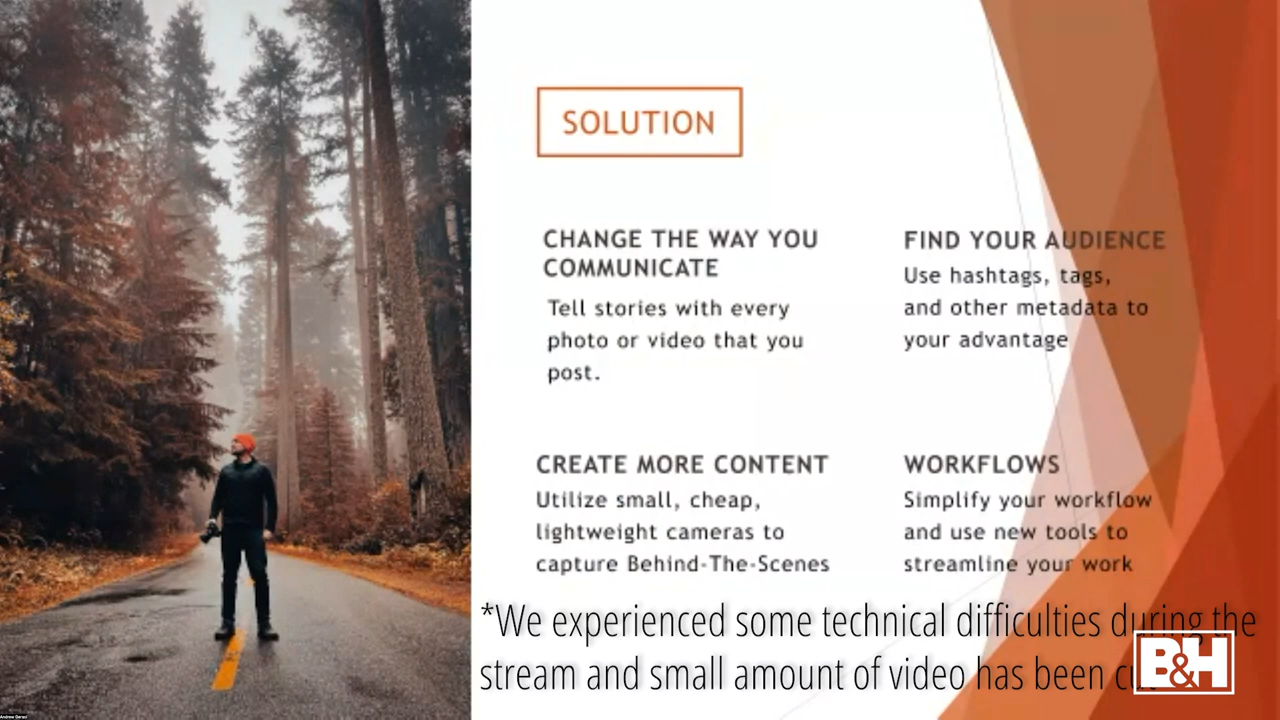 SOLUTION
CHANGE THE WAY YOU
COMMUNICATE
Tell stories with every
photo or video that you
post.
FIND YOUR AUDIENCE
Use hashtags, tags,
and other metadata to
your advantage
CREATE MORE CONTENT
Utilize small, cheap,
lightweight cameras to
capture Behind-The-Scenes
WORKFLOWS
Simplify your workflow
and use new tools to
streamline your work
*We experienced some technical difficulties during the
stream and small amount of video has been
B&H